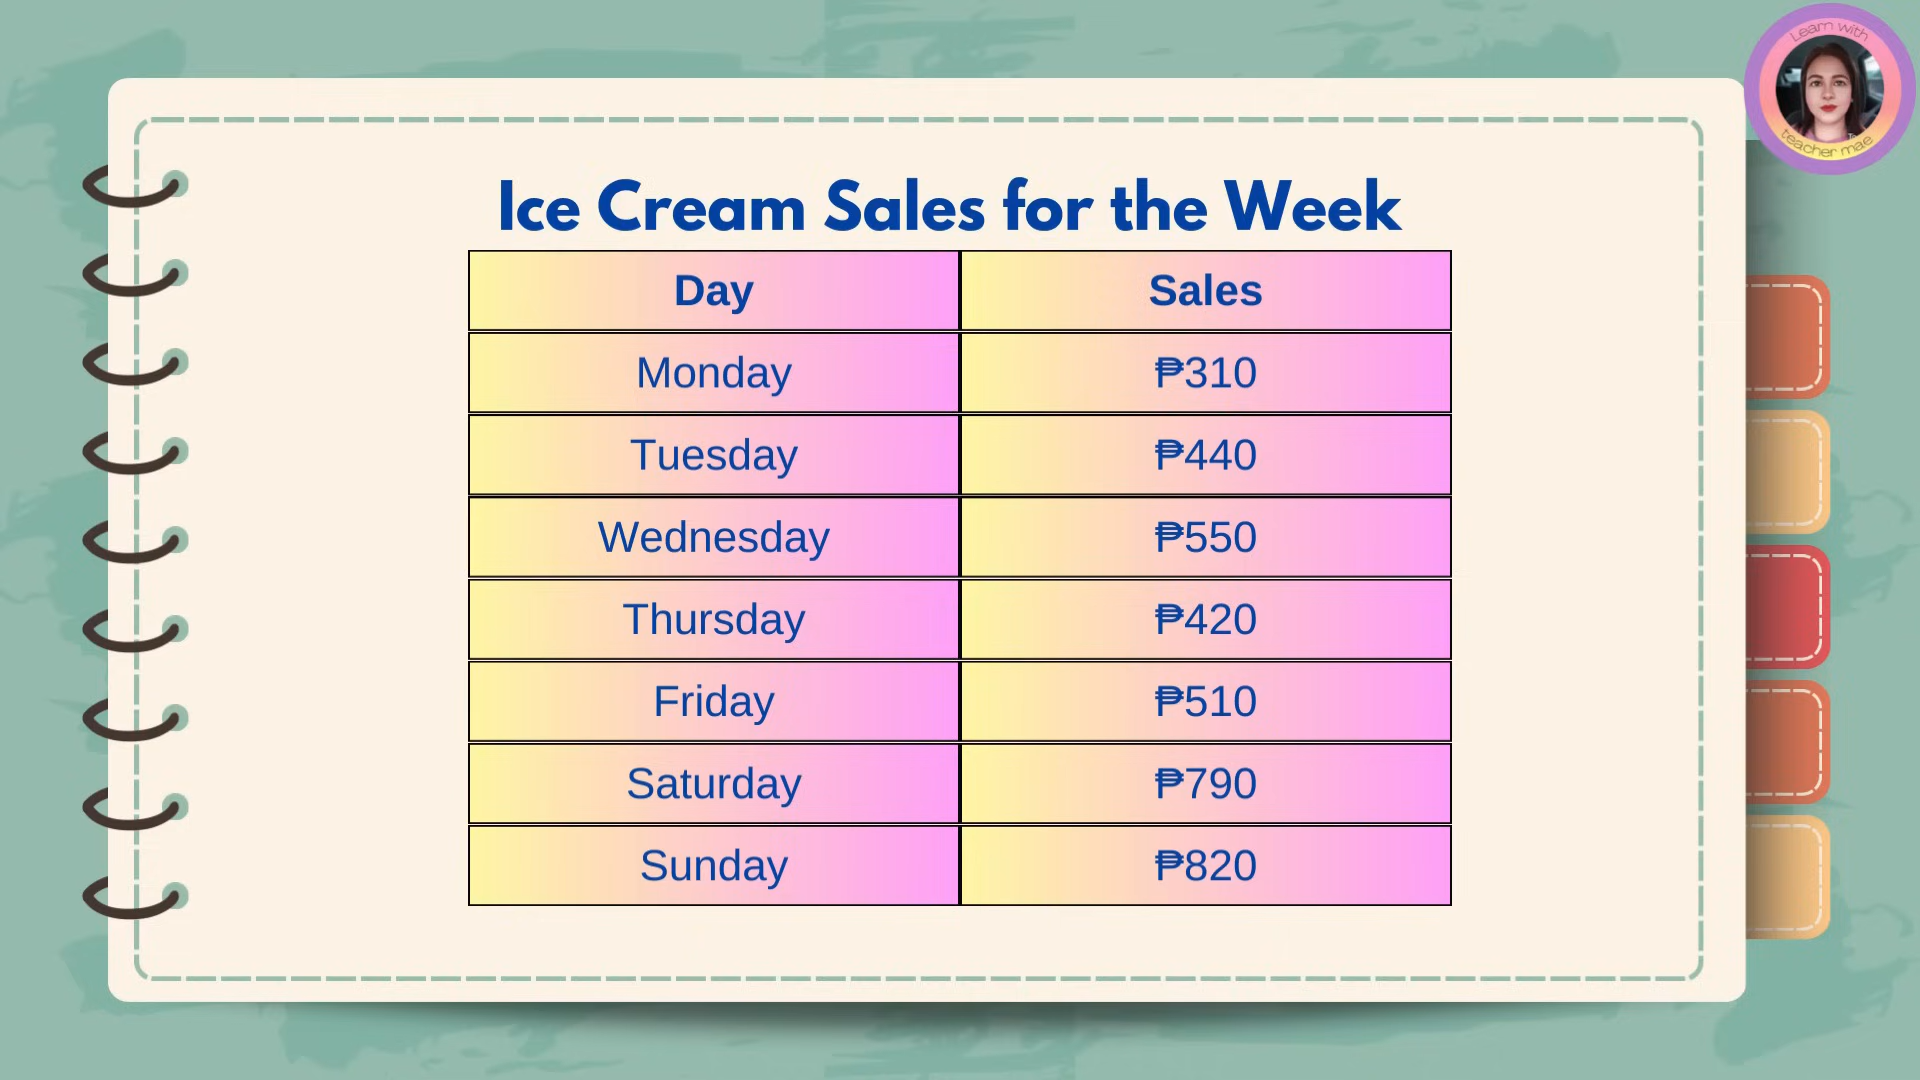 Learn with
teacher mae
Ice Cream Sales for the Week
Day Sales
Monday ₱310
Tuesday ₱440
Wednesday ₱550
Thursday ₱420
Friday ₱510
Saturday ₱790
Sunday ₱820